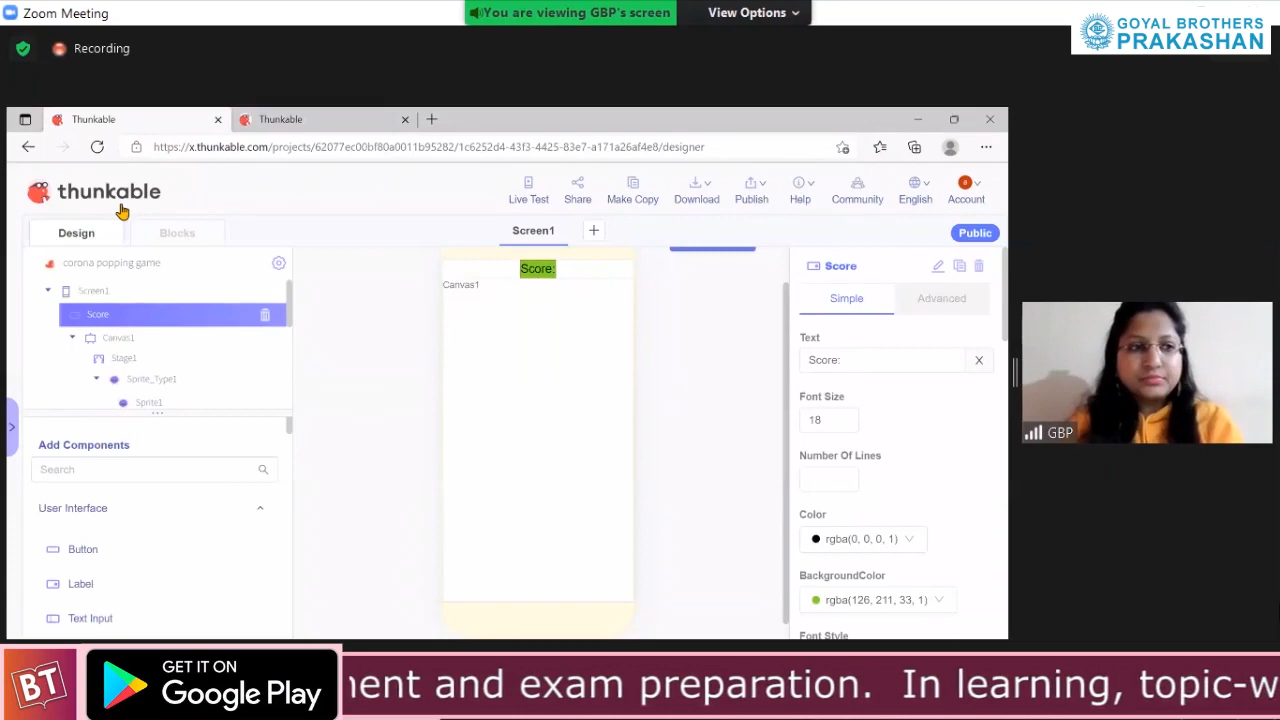 Zoom Meeting
You are viewing GBP's screen
View Options
GOYAL BROTHERS
PRAKASHAN
Recording
Thunkable
Thunkable
https://x.thunkable.com/projects/62077ec00bf80a0011b95282/1c6252d4-43f3-4425-83e7-a171a26af4e8/designer
thunkable
Live Test
Share
Make Copy
Download
Publish
Help
Community
English
Account
Design
Blocks
Screen1
Public
corona popping game
Screen1
Score
Canvas1
Stage1
Sprite_Type1
Sprite1
Add Components
Search
User Interface
Button
Label
Text Input
Score:
Canvas1
Score
Simple
Advanced
Text
Score:
X
Font Size
18
Number Of Lines
Color
rgba(0, 0, 0, 1)
BackgroundColor
rgba(126, 211, 33, 1)
Font Style
GBP
BT
GET IT ON
Google Play
ment and exam preparation. In learning, topic-w